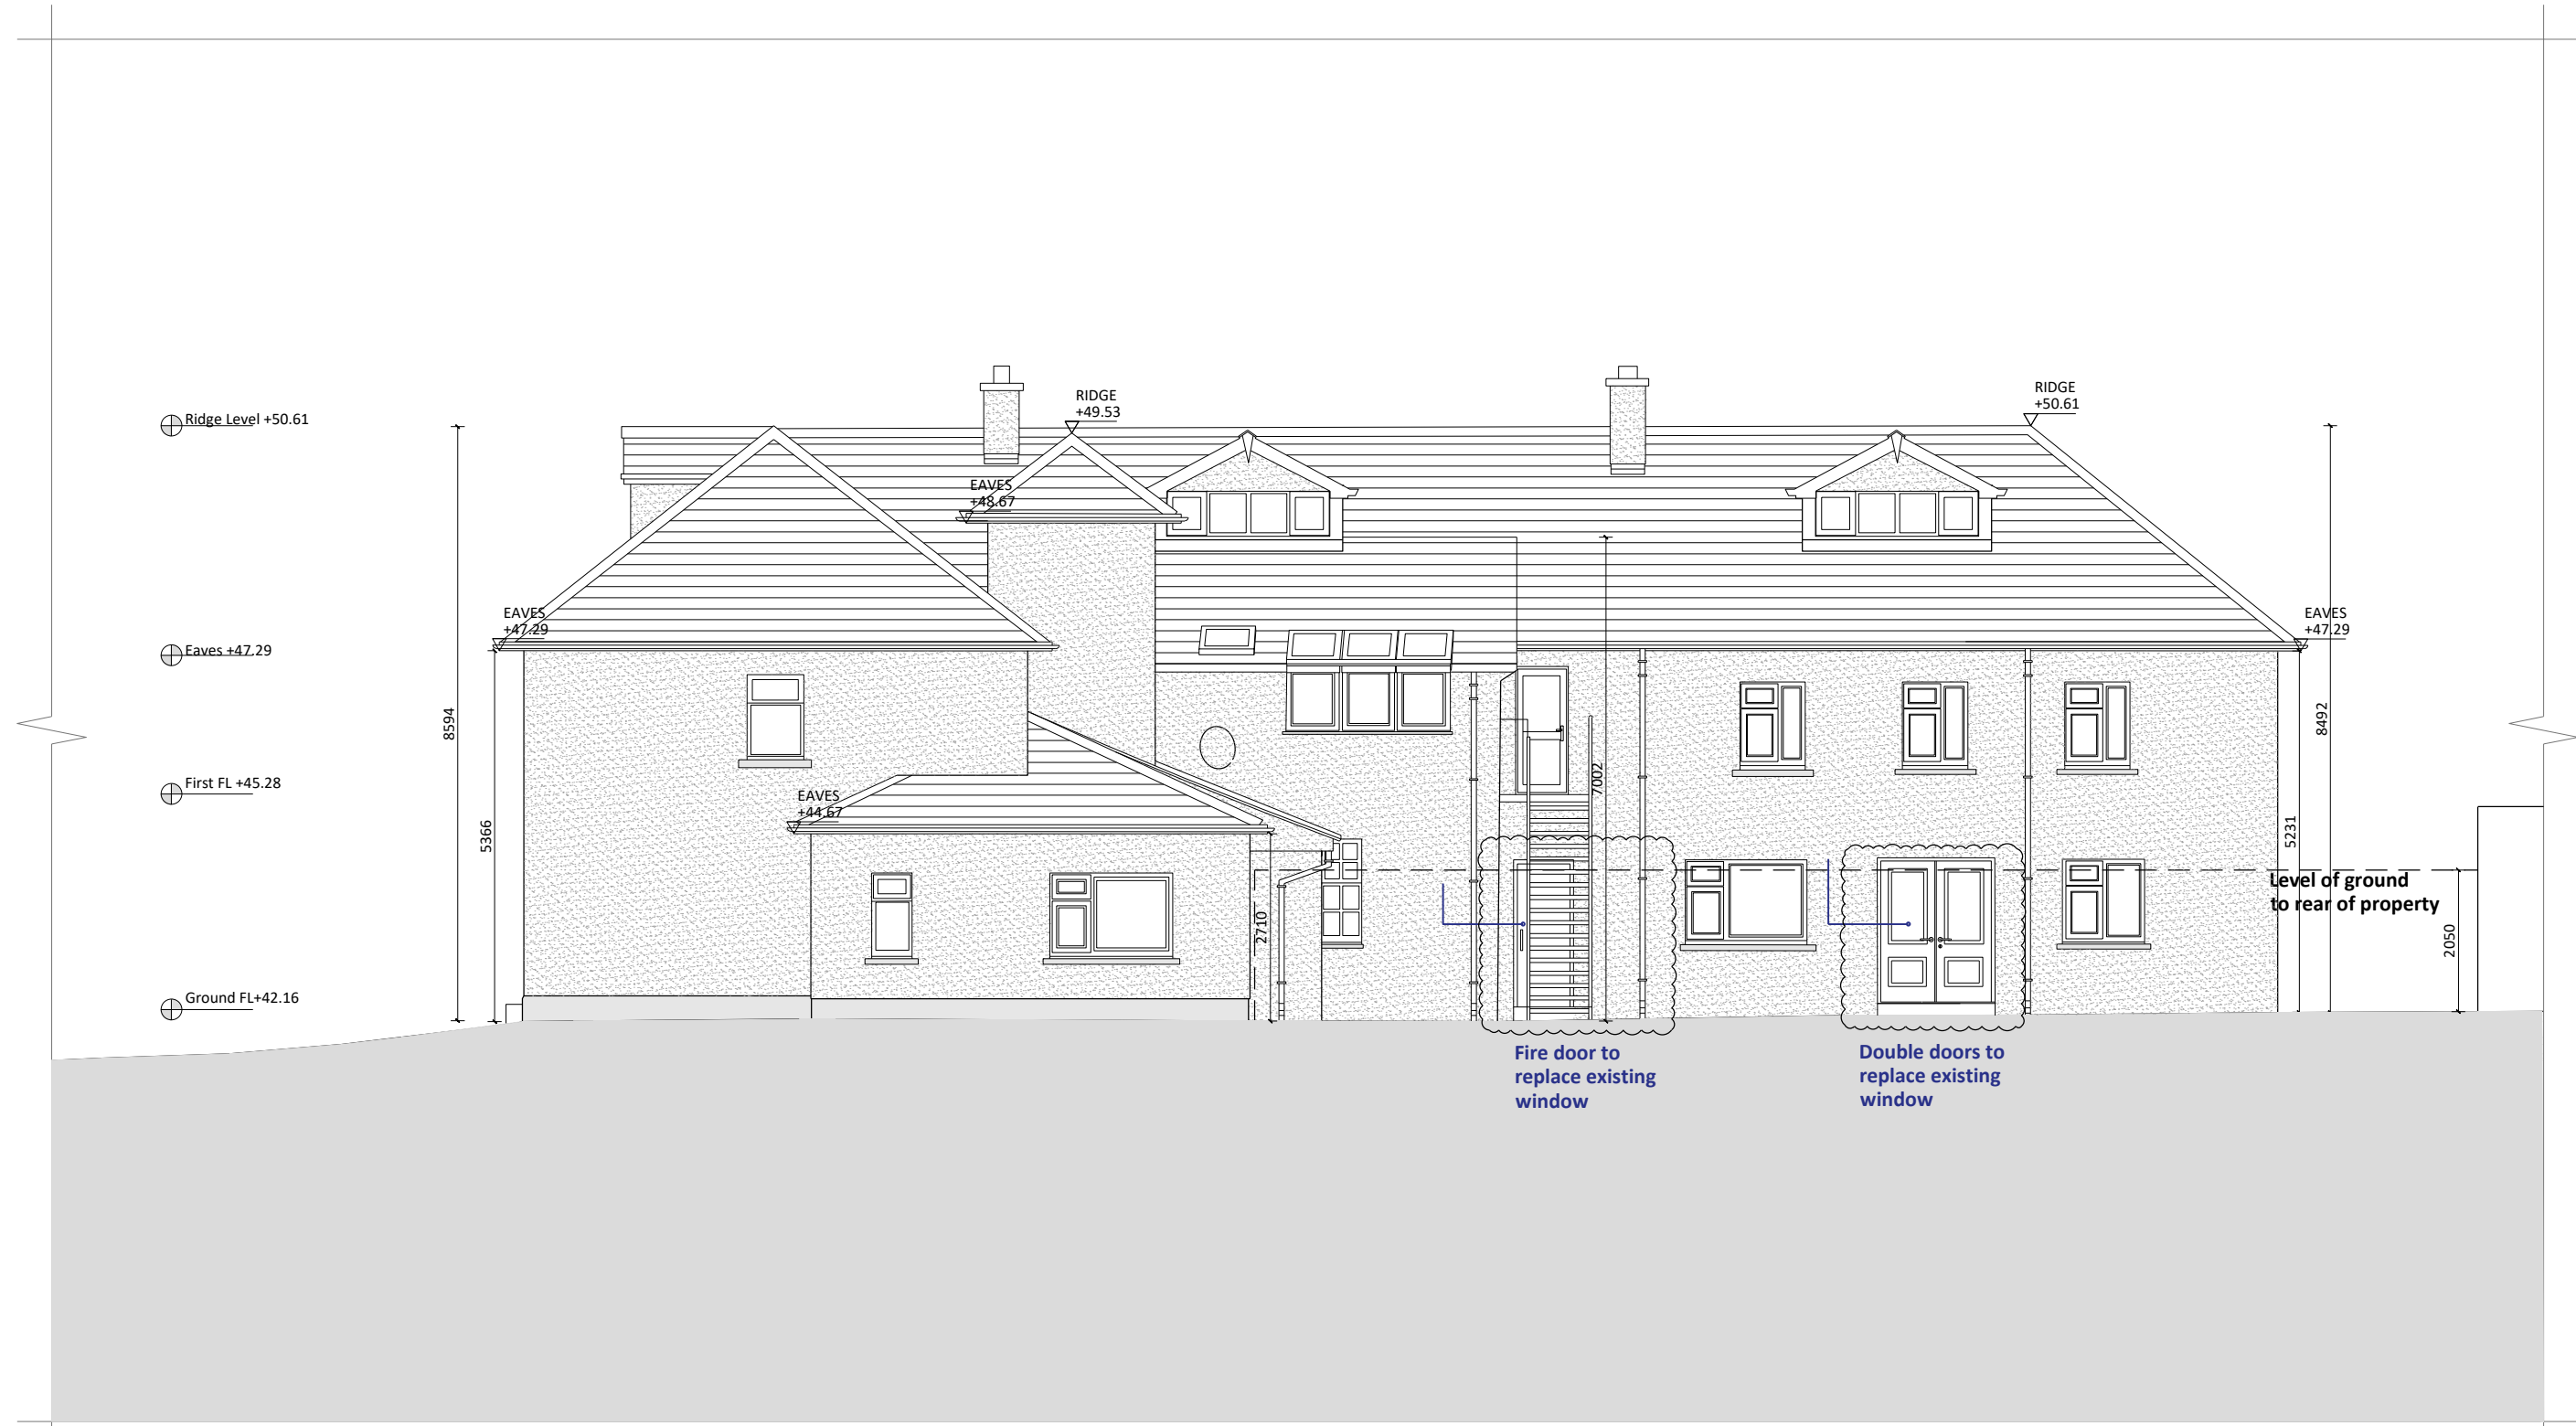 RIDGE
+50.61
RIDGE
+49.53
Ridge Level +50.61
EAVES
+48.67
EAVES
+47.29
EAVES
+47.29
Eaves +47.29
8594
8492
7002
First FL +45.28
EAVES
+44.67
5366
5231
Level of ground
to rear of property
2710
2050
Ground FL+42.16
Fire door to
replace existing
window
Double doors to
replace existing
window